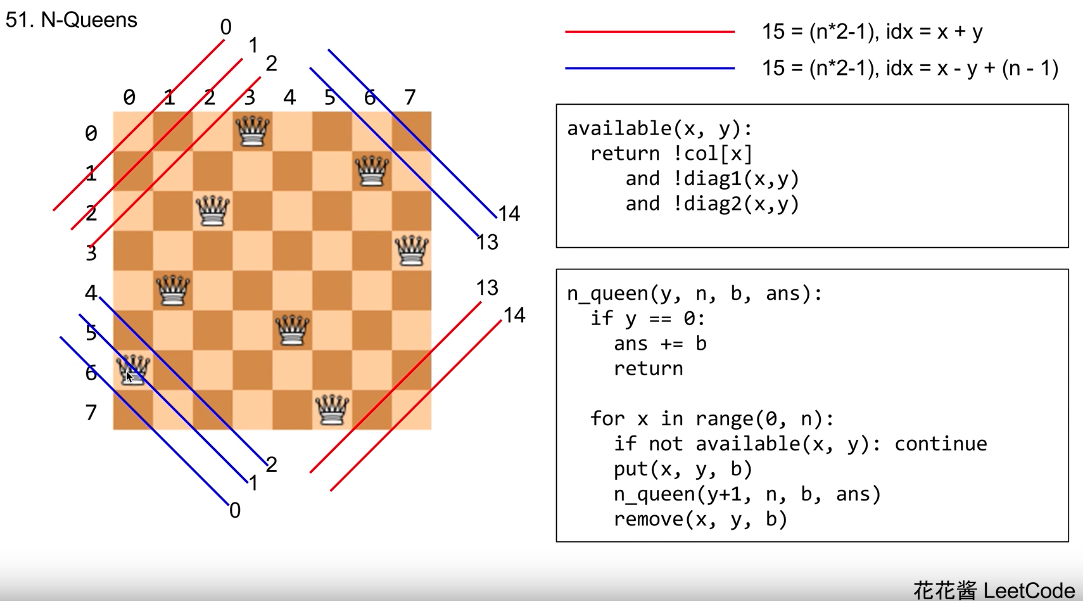 51. N-Queens
15 = (n*2-1), idx = x + y
15 = (n*2-1), idx = x - y + (n - 1)
0
1
2
0 1 2 3 4 5 6 7
0
1
2
3
4
5
6
7
14
13
13
14
2
1
0
available(x, y):
return !col[x]
and !diag1(x,y)
and !diag2(x,y)
n_queen(y, n, b, ans):
if y == 0:
ans += b
return
for x in range(0, n):
if not available(x, y): continue
put(x, y, b)
n_queen(y+1, n, b, ans)
remove(x, y, b)
花花酱 LeetCode